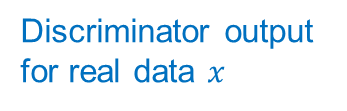 Discriminator output
for real data x